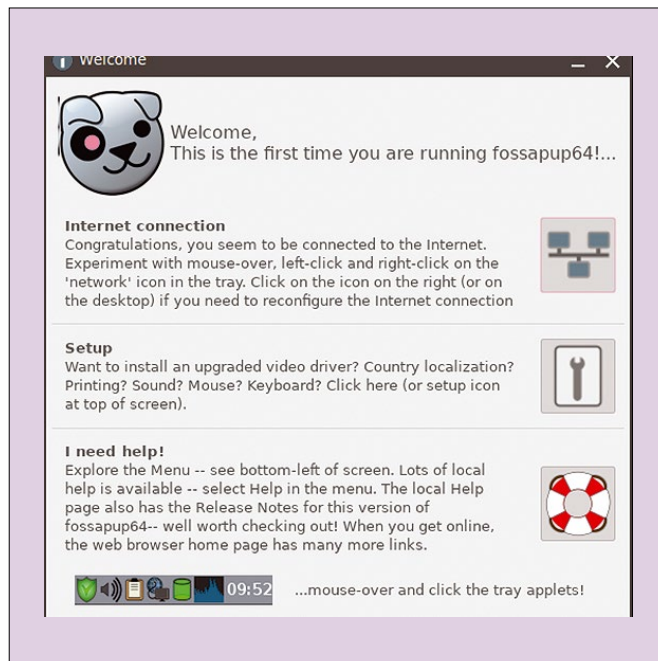 Welcome
Welcome,
This is the first time you are running fossapup64!...
Internet connection
Congratulations, you seem to be connected to the Internet.
Experiment with mouse-over, left-click and right-click on the
'network' icon in the tray. Click on the icon on the right (or on
the desktop) if you need to reconfigure the Internet connection
Setup
Want to install an upgraded video driver? Country localization?
Printing? Sound? Mouse? Keyboard? Click here (or setup icon
at top of screen).
I need help!
Explore the Menu -- see bottom-left of screen. Lots of local
help is available -- select Help in the menu. The local Help
page also has the Release Notes for this version of
fossapup64-- well worth checking out! When you get online,
the web browser home page has many more links.
09:52 ...mouse-over and click the tray applets!